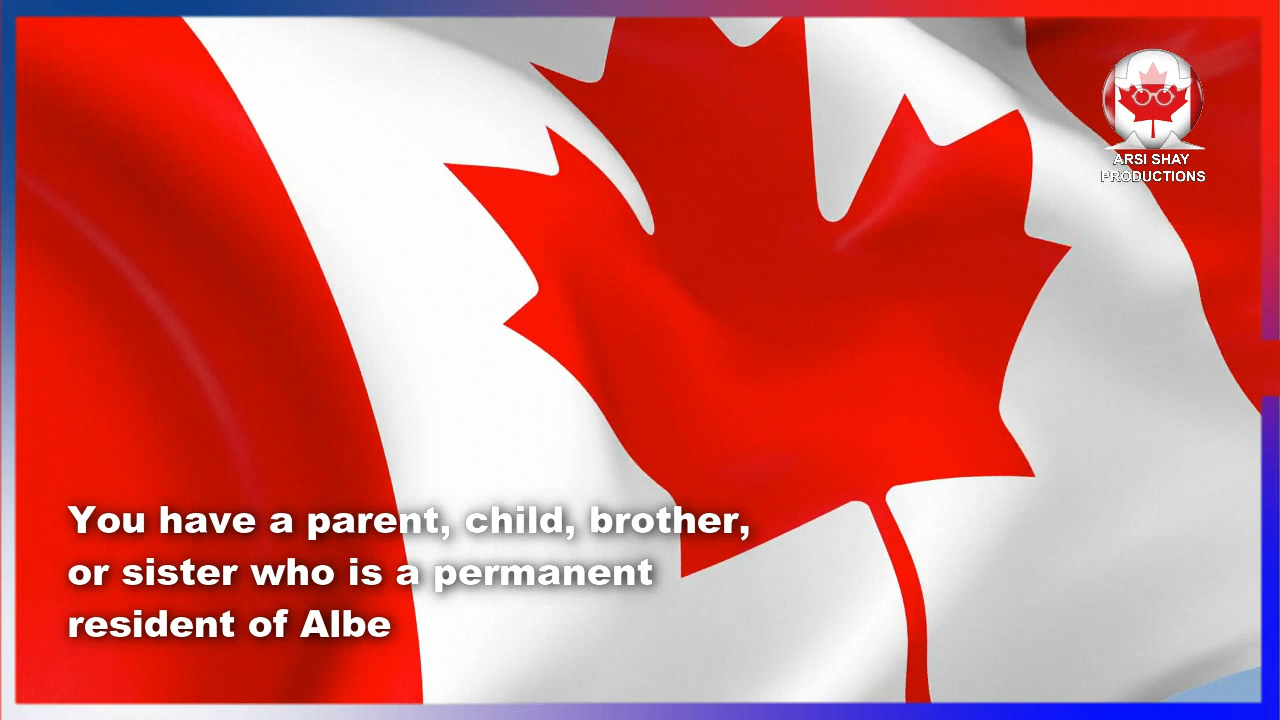 ARSI SHAY
PRODUCTIONS
You have a parent, child, brother,
or sister who is a permanent
resident of Albe